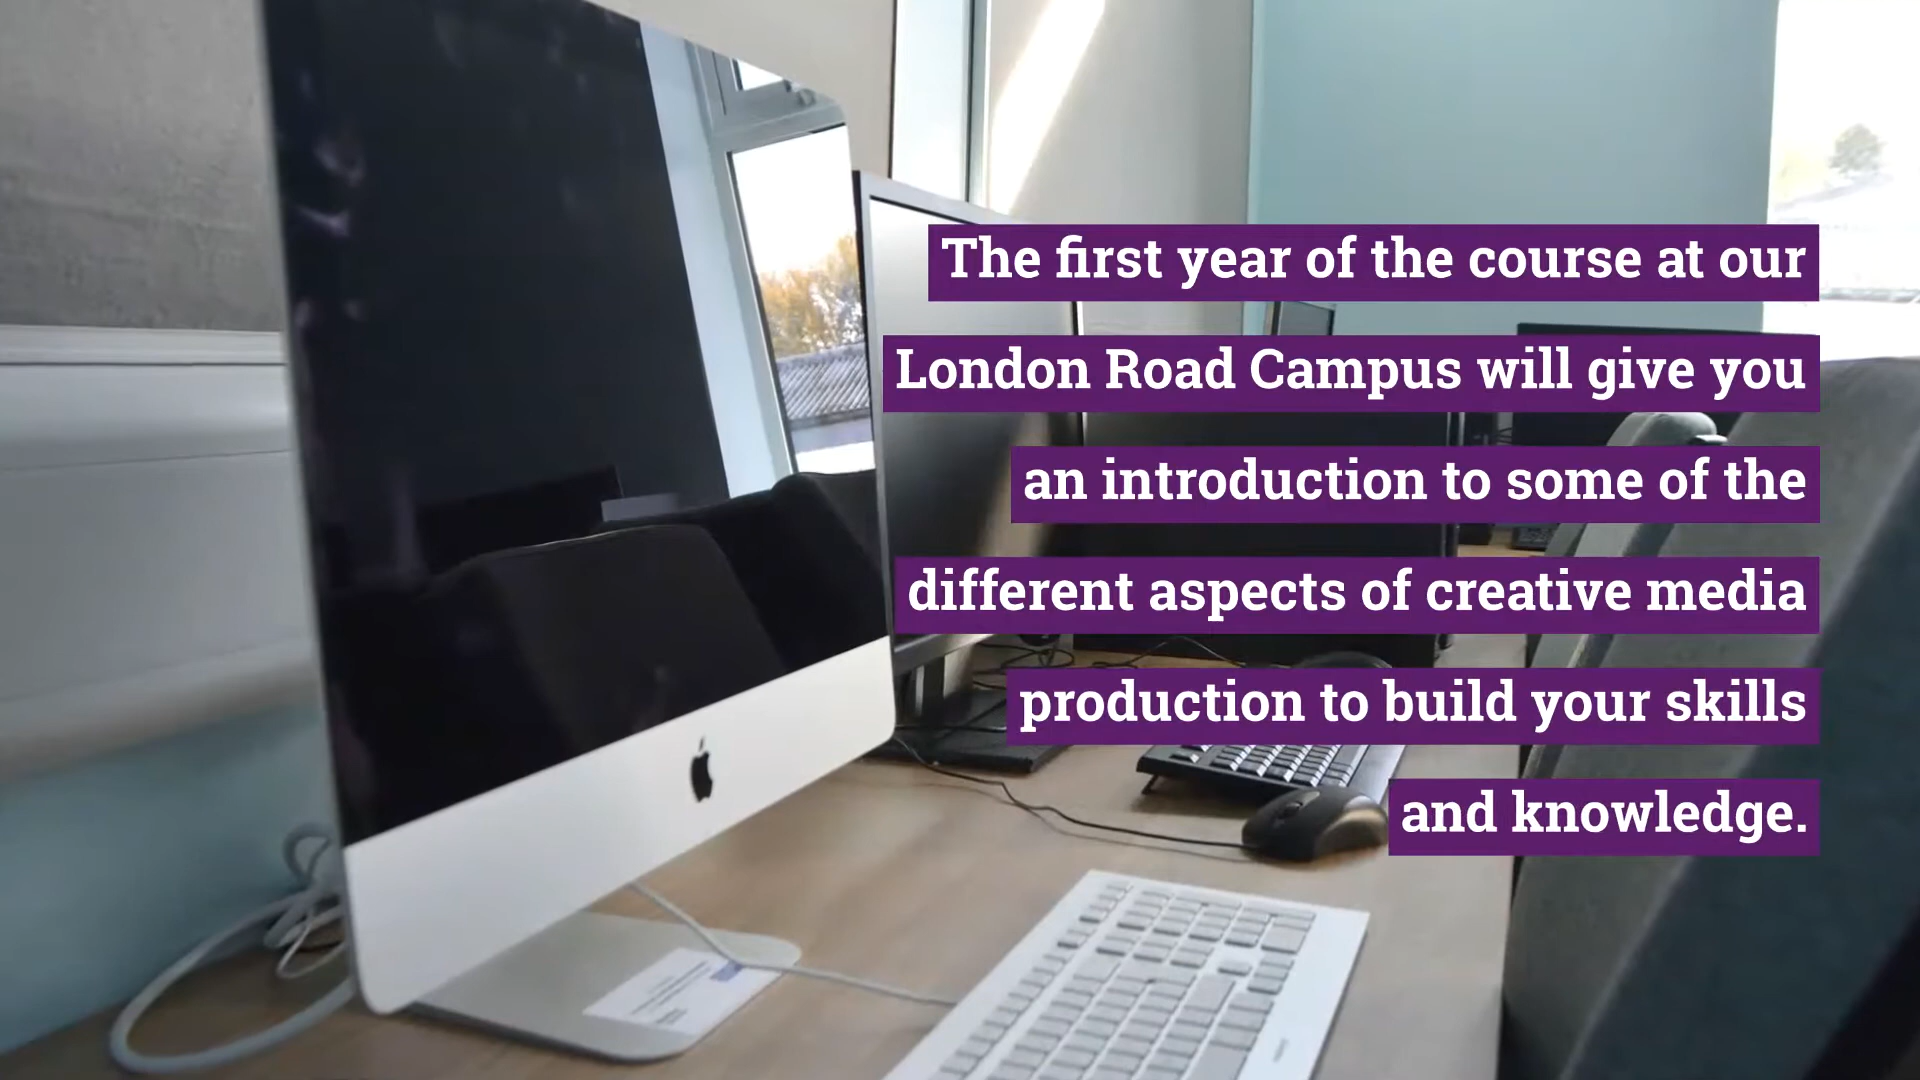 The first year of the course at our
London Road Campus will give you
an introduction to some of the
different aspects of creative media
production to build your skills
and knowledge.